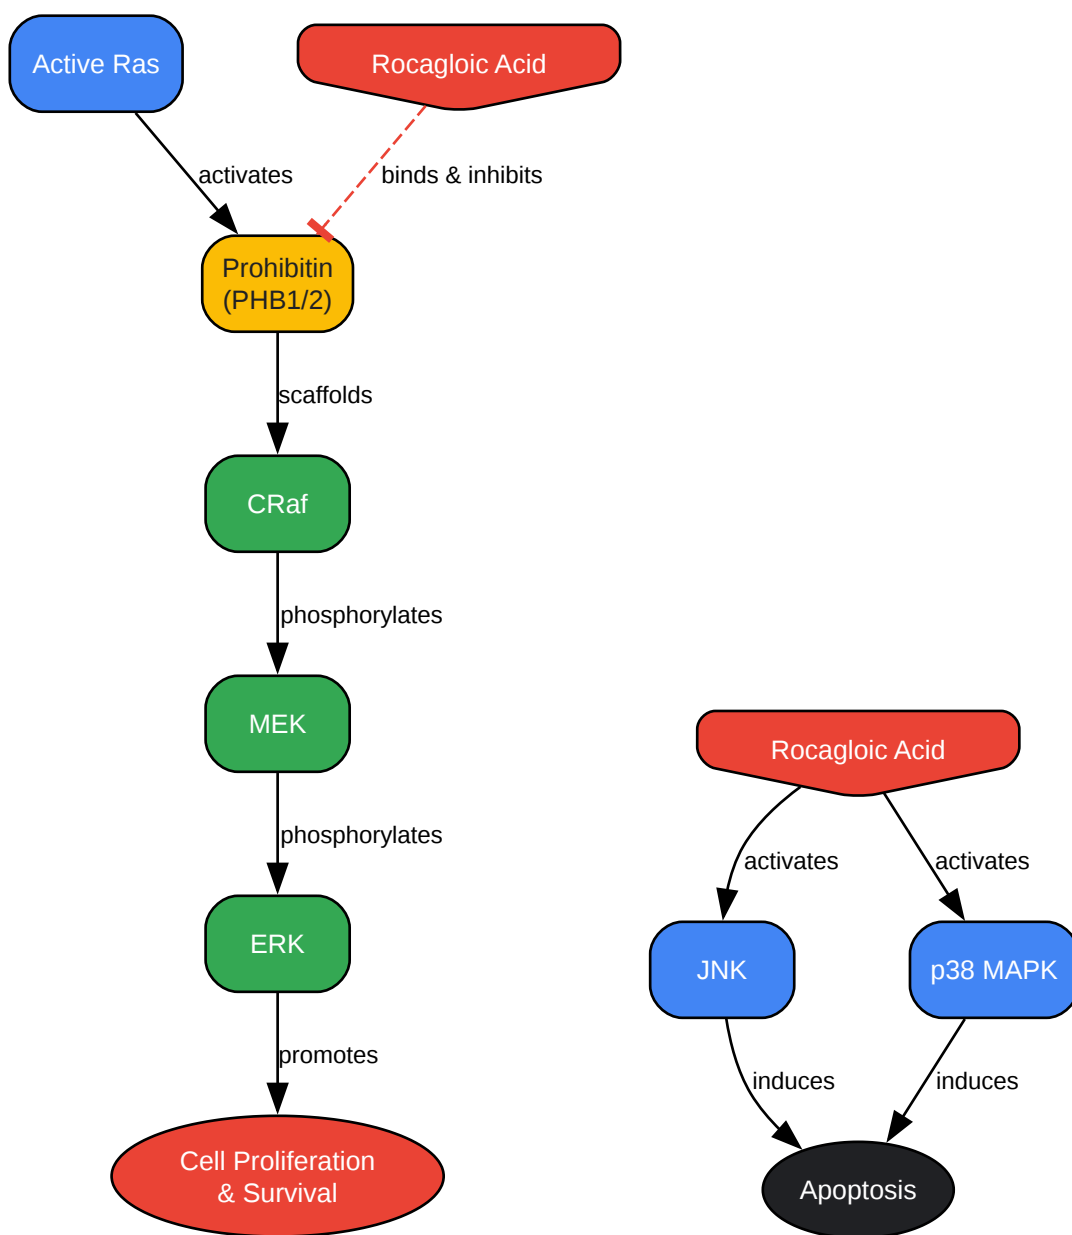 Active Ras
Rocagloic Acid
activates
binds & inhibits
Prohibitin
(PHB1/2)
scaffolds
CRaf
phosphorylates
MEK
phosphorylates
ERK
promotes
Cell Proliferation
& Survival
Rocagloic Acid
activates
activates
JNK
p38 MAPK
induces
induces
Apoptosis